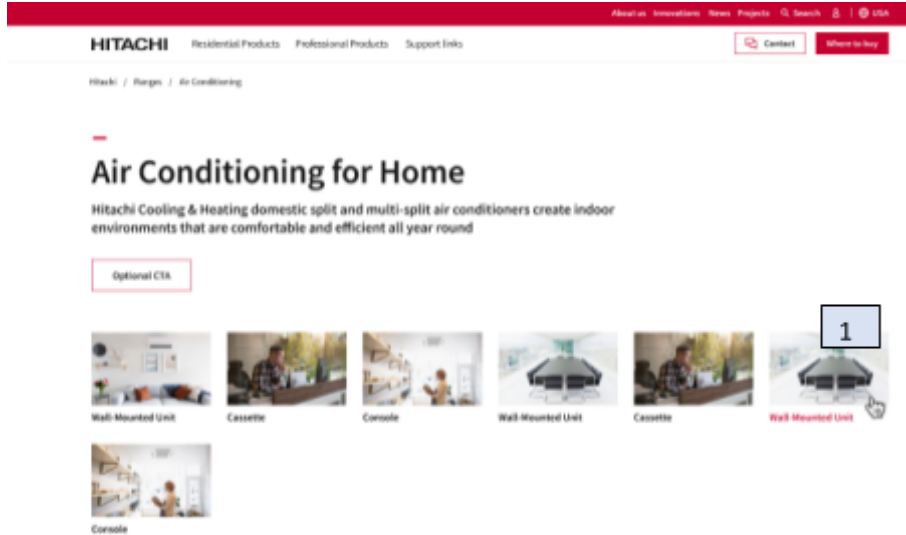 About us Innovations News Projects Search USA
HITACHI Residential Products Professional Products Support links Contact Where to buy
Hitachi / Ranges / Air Conditioning
Air Conditioning for Home
Hitachi Cooling & Heating domestic split and multi-split air conditioners create indoor
environments that are comfortable and efficient all year round
Optional CTA
1
Wall-Mounted Unit Cassette Console Wall-Mounted Unit Cassette Wall-Mounted Unit
Console